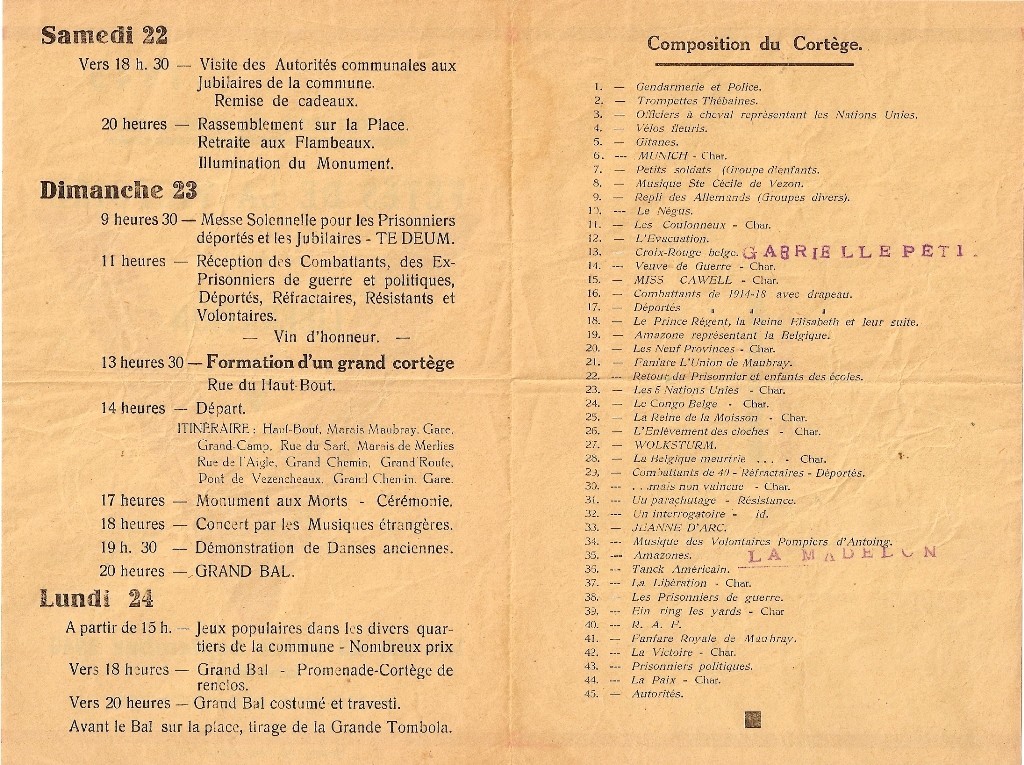 Samedi 22
Vers 18 h. 30 — Visite des Autorités communales aux
Jubilaires de la commune.
Remise de cadeaux.
20 heures — Rassemblement sur la Place.
Retraite aux Flambeaux.
Illumination du Monument.
Dimanche 23
9 heures 30 — Messe Solennelle pour les Prisonniers
déportés et les Jubilaires - TE DEUM.
11 heures — Réception des Combattants, des Ex-
Prisonniers de guerre et politiques,
Déportés, Réfractaires, Résistants et
Volontaires.
— Vin d'honneur. —
13 heures 30 — Formation d'un grand cortège
Rue du Haut-Bout.
14 heures — Départ.
ITINÉRAIRE : Haut-Bout, Marais Maubray, Gare,
Grand-Camp, Rue du Sart, Marais de Merlies
Rue de l'Aigle, Grand Chemin, Grand'Route,
Pont de Vezencheaux, Grand Chemin, Gare.
17 heures — Monument aux Morts - Cérémonie.
18 heures — Concert par les Musiques étrangères.
19 h. 30 — Démonstration de Danses anciennes.
20 heures — GRAND BAL.
Lundi 24
A partir de 15 h. — Jeux populaires dans les divers quar-
tiers de la commune - Nombreux prix
Vers 18 heures — Grand Bal - Promenade-Cortège de
renclos.
Vers 20 heures — Grand Bal costumé et travesti.
Avant le Bal sur la place, tirage de la Grande Tombola.
Composition du Cortège.
1. — Gendarmerie et Police.
2. — Trompettes Thébaines.
3. — Officiers à cheval représentant les Nations Unies.
4. — Vélos fleuris.
5. — Gitanes.
6. --- MUNICH - Char.
7. — Petits soldats (Groupe d'enfants.
8. — Musique Ste Cécile de Vezon.
9. — Repli des Allemands (Groupes divers).
10. --- Le Négus.
11. — Les Coulonneux - Char.
12. — L'Evacuation.
13. — Croix-Rouge belge. GABRIELLE PETI.
14. --- Veuve de Guerre - Char.
15. — MISS CAWELL - Char.
16. — Combattants de 1914-18 avec drapeau.
17. — Déportés " " "
18. — Le Prince Régent, la Reine Elisabeth et leur suite.
19. — Amazone représentant la Belgique.
20. — Les Neuf Provinces - Char.
21. — Fanfare L'Union de Maubray.
22. --- Retour du Prisonnier et enfants des écoles.
23. — Les 5 Nations Unies - Char.
24. — Le Congo Belge - Char.
25. — La Reine de la Moisson - Char.
26. — L'Enlèvement des cloches - Char.
27. — WOLKSTURM.
28. — La Belgique meurtrie ... - Char.
29. — Combattants de 40 - Réfractaires - Déportés.
30. --- ...mais non vaincue - Char.
31. — Un parachutage - Résistance.
32. --- Un interrogatoire - id.
33. — JEANNE D'ARC.
34. — Musique des Volontaires Pompiers d'Antoing.
35. --- Amazones. LA MADELON
36. --- Tanck Américain.
37. --- La Libération - Char.
38. — Les Prisonniers de guerre.
39. --- Ein ring les yards - Char
40. --- R. A. F.
41. — Fanfare Royale de Maubray.
42. --- La Victoire - Char.
43. --- Prisonniers politiques.
44. --- La Paix - Char.
45. — Autorités.